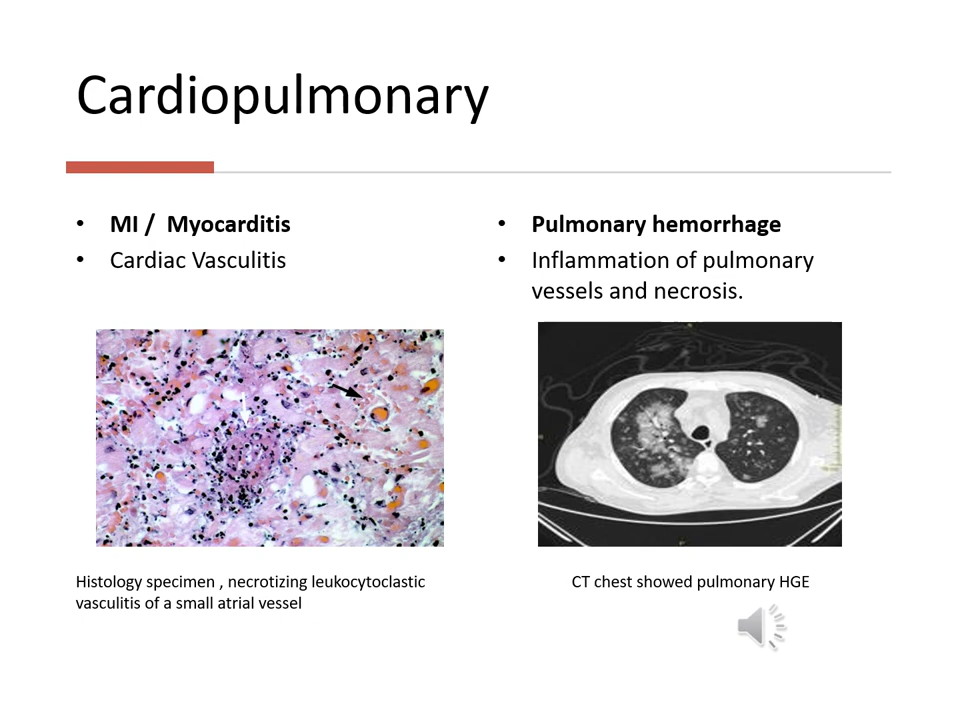 Cardiopulmonary
• MI /  Myocarditis
• Cardiac Vasculitis
Histology specimen , necrotizing leukocytoclastic
vasculitis of a small atrial vessel
• Pulmonary hemorrhage
• Inflammation of pulmonary
vessels and necrosis.
CT chest showed pulmonary HGE